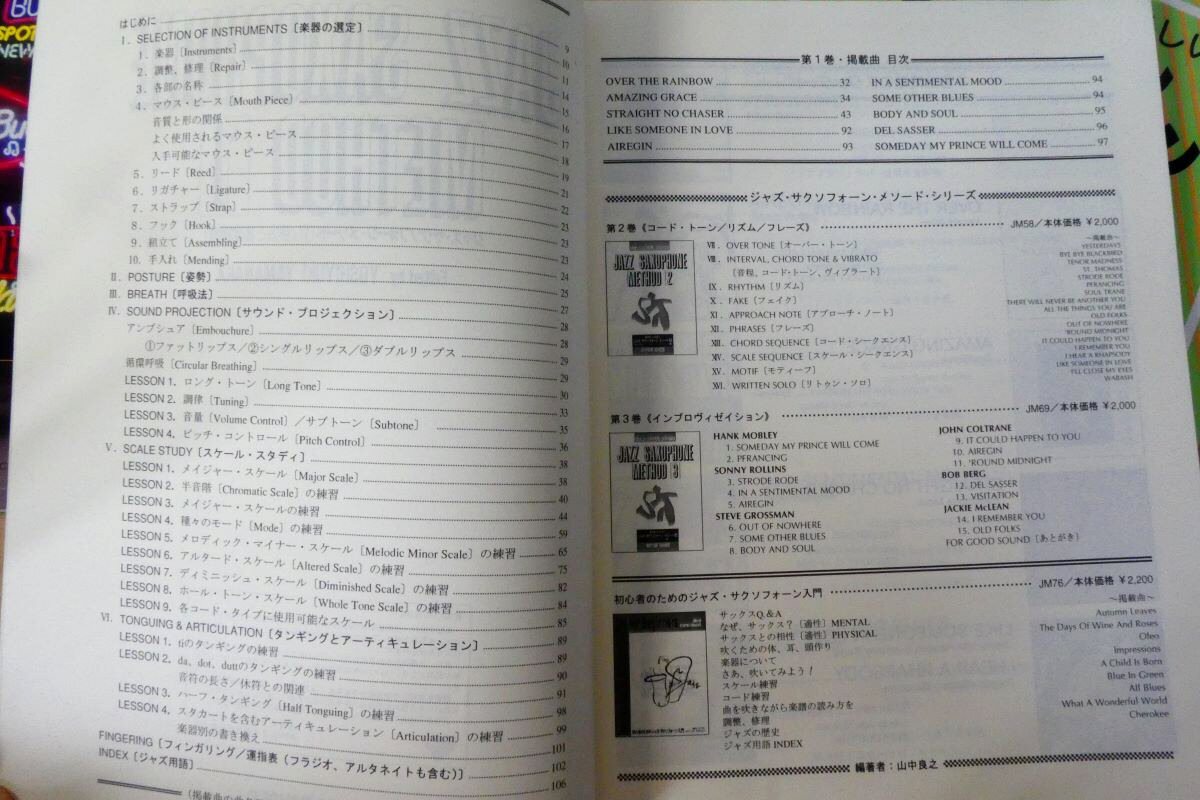 はじめに
I. SELECTION OF INSTRUMENTS〔楽器の選定〕 9
1. 楽器〔Instruments〕 10
2. 調整、修理〔Repair〕 11
3. 各部の名称 14
4. マウス・ピース〔Mouth Piece〕 15
音質と形の関係 16
よく使用されるマウス・ピース 17
入手可能なマウス・ピース 18
5. リード〔Reed〕 19
6. リガチャー〔Ligature〕 21
7. ストラップ〔Strap〕 22
8. フック〔Hook〕 23
9. 組立て〔Assembling〕 23
10. 手入れ〔Mending〕 23
II. POSTURE〔姿勢〕 24
III. BREATH〔呼吸法〕 25
IV. SOUND PROJECTION〔サウンド・プロジェクション〕 27
アンブシュア〔Embouchure〕 28
①ファットリップス/②シングルリップス/③ダブルリップス 28
循環呼吸〔Circular Breathing〕 29
LESSON 1. ロング・トーン〔Long Tone〕 29
LESSON 2. 調律〔Tuning〕 30
LESSON 3. 音量〔Volume Control〕/サブトーン〔Subtone〕 33
LESSON 4. ピッチ・コントロール〔Pitch Control〕 35
V. SCALE STUDY〔スケール・スタディ〕 36
LESSON 1. メイジャー・スケール〔Major Scale〕 38
LESSON 2. 半音階〔Chromatic Scale〕の練習 38
LESSON 3. メイジャー・スケールの練習 40
LESSON 4. 種々のモード〔Mode〕の練習 44
LESSON 5. メロディック・マイナー・スケール〔Melodic Minor Scale〕の練習 59
LESSON 6. アルタード・スケール〔Altered Scale〕の練習 65
LESSON 7. ディミニッシュ・スケール〔Diminished Scale〕の練習 75
LESSON 8. ホール・トーン・スケール〔Whole Tone Scale〕の練習 82
LESSON 9. 各コード・タイプに使用可能なスケール 84
VI. TONGUING & ARTICULATION〔タンギングとアーティキュレーション〕 85
LESSON 1. tiのタンギングの練習 89
LESSON 2. da、dot、duttのタンギングの練習 89
音符の長さ/休符との関連 90
LESSON 3. ハーフ・タンギング〔Half Tonguing〕の練習 91
LESSON 4. スタカートを含むアーティキュレーション〔Articulation〕の練習 98
楽器別の書き換え 99
FINGERING〔フィンガリング/運指表(フラジオ、アルタネイトも含む)〕 101
INDEX〔ジャズ用語〕 102
106
第1巻・掲載曲 目次
OVER THE RAINBOW 32
AMAZING GRACE 34
STRAIGHT NO CHASER 43
LIKE SOMEONE IN LOVE 92
AIREGIN 93
IN A SENTIMENTAL MOOD 94
SOME OTHER BLUES 94
BODY AND SOUL 95
DEL SASSER 96
SOMEDAY MY PRINCE WILL COME 97
ジャズ・サクソフォーン・メソード・シリーズ
第2巻《コード・トーン/リズム/フレーズ》 JM58/本体価格 ¥2,000
JAZZ SAXOPHONE
METHOD 2
VII. OVER TONE〔オーバー・トーン〕
VIII. INTERVAL, CHORD TONE & VIBRATO
〔音程、コード・トーン、ヴィブラート〕
IX. RHYTHM〔リズム〕
X. FAKE〔フェイク〕
XI. APPROACH NOTE〔アプローチ・ノート〕
XII. PHRASES〔フレーズ〕
XIII. CHORD SEQUENCE〔コード・シークエンス〕
XIV. SCALE SEQUENCE〔スケール・シークエンス〕
XV. MOTIF〔モティーフ〕
XVI. WRITTEN SOLO〔リトゥン・ソロ〕
〜掲載曲〜
YESTERDAYS
BYE BYE BLACKBIRD
TENOR MADNESS
ST. THOMAS
STRODE RODE
PERANCING
SOUL TRANE
THERE WILL NEVER BE ANOTHER YOU
ALL THE THINGS YOU ARE
OLD FOLKS
OUT OF NOWHERE
'ROUND MIDNIGHT
IT COULD HAPPEN TO YOU
I REMEMBER YOU
I HEAR A RHAPSODY
LIKE SOMEONE IN LOVE
I'LL CLOSE MY EYES
WABASH
第3巻《インプロヴィゼイション》 JM69/本体価格 ¥2,000
JAZZ SAXOPHONE
METHOD 3
HANK MOBLEY
1. SOMEDAY MY PRINCE WILL COME
2. PERANCING
SONNY ROLLINS
3. STRODE RODE
4. IN A SENTIMENTAL MOOD
5. AIREGIN
STEVE GROSSMAN
6. OUT OF NOWHERE
7. SOME OTHER BLUES
8. BODY AND SOUL
JOHN COLTRANE
9. IT COULD HAPPEN TO YOU
10. AIREGIN
11. 'ROUND MIDNIGHT
BOB BERG
12. DEL SASSER
13. VISITATION
JACKIE McLEAN
14. I REMEMBER YOU
15. OLD FOLKS
FOR GOOD SOUND〔あとがき〕
初心者のためのジャズ・サクソフォーン入門 JM76/本体価格 ¥2,200
サックスQ.&A
なぜ、サックス?〔適性〕MENTAL
サックスとの相性〔適性〕PHYSICAL
吹くための体、耳、頭作り
楽器について
さあ、吹いてみよう!
スケール練習
コード練習
曲を吹きながら楽譜の読み方を
調整、修理
ジャズの歴史
ジャズ用語 INDEX
〜掲載曲〜
Autumn Leaves
The Days Of Wine And Roses
Oleo
Impressions
A Child Is Born
Blue In Green
All Blues
What A Wonderful World
Cherokee
編著者:山中良之